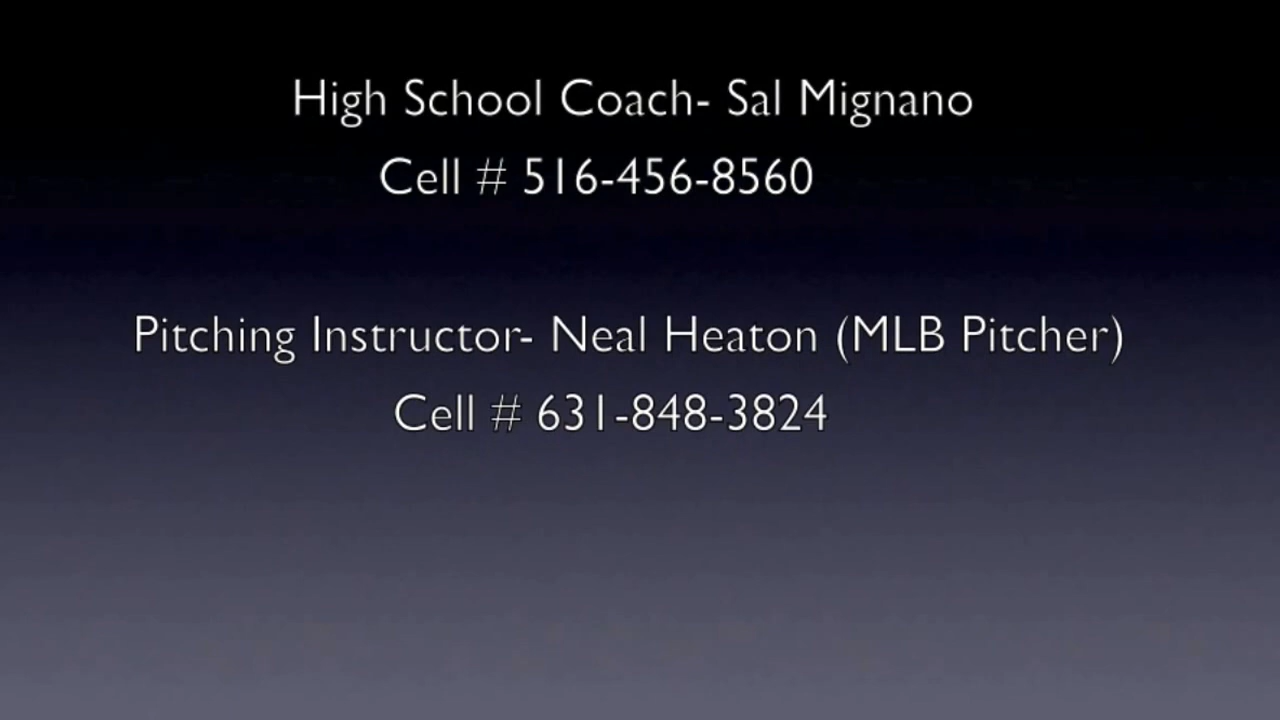 High School Coach- Sal Mignano
Cell # 516-456-8560
Pitching Instructor- Neal Heaton (MLB Pitcher)
Cell # 631-848-3824